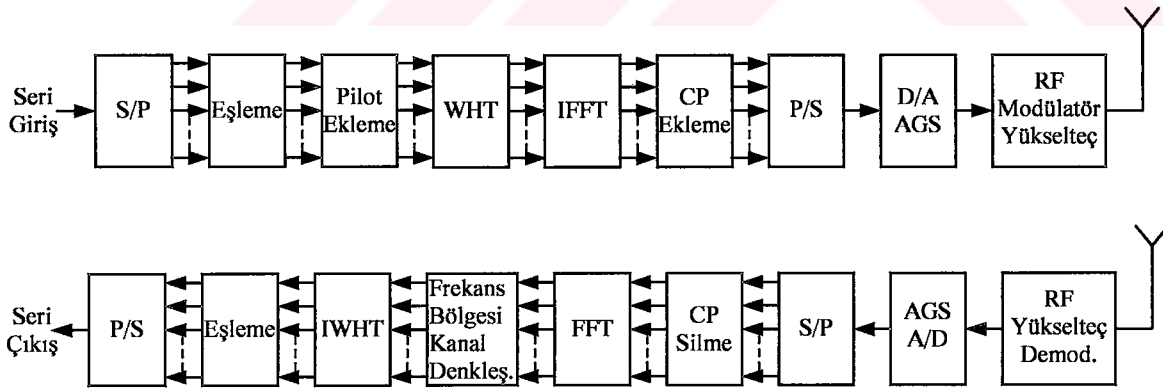 Seri
Giriş
S/P
Eşleme
Pilot
Ekleme
WHT
IFFT
CP
Ekleme
P/S
D/A
AGS
RF
Modülatör
Yükselteç
Seri
Çıkış
P/S
Eşleme
IWHT
Frekans
Bölgesi
Kanal
Denkleş.
FFT
CP
Silme
S/P
AGS
A/D
RF
Yükselteç
Demod.